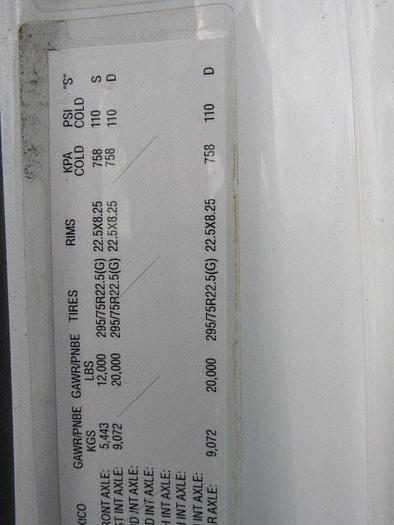 XICO GAWR/PNBE GAWR/PNBE TIRES RIMS KPA PSI "S"
KGS LBS COLD COLD
RONT AXLE: 5,443 12,000 295/75R22.5(G) 22.5X8.25 758 110 S
ST INT AXLE: 9,072 20,000 295/75R22.5(G) 22.5X8.25 758 110 D
ND INT AXLE:
D INT AXLE:
H INT AXLE:
H INT AXLE:
INT AXLE:
R AXLE: 9,072 20,000 295/75R22.5(G) 22.5X8.25 758 110 D